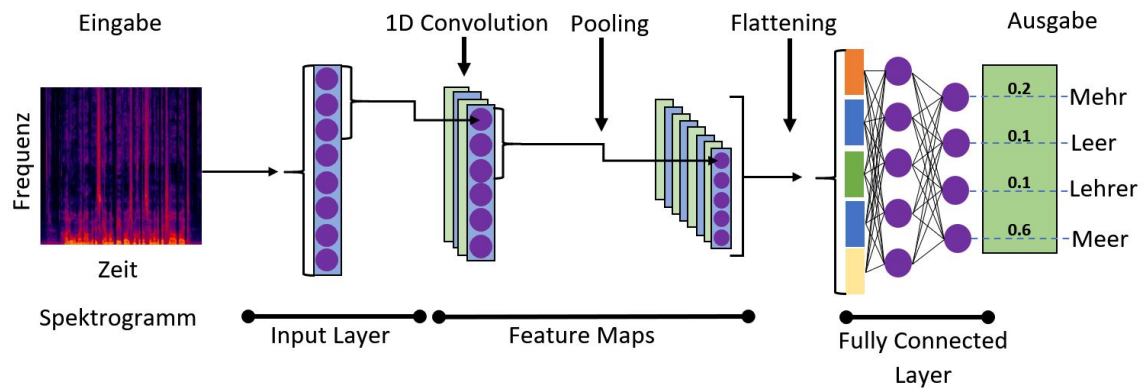 Eingabe
1D Convolution
Pooling
Flattening
Ausgabe
Frequenz
Zeit
Spektrogramm
Input Layer
Feature Maps
Fully Connected
Layer
0.2
Mehr
0.1
Leer
0.1
Lehrer
0.6
Meer